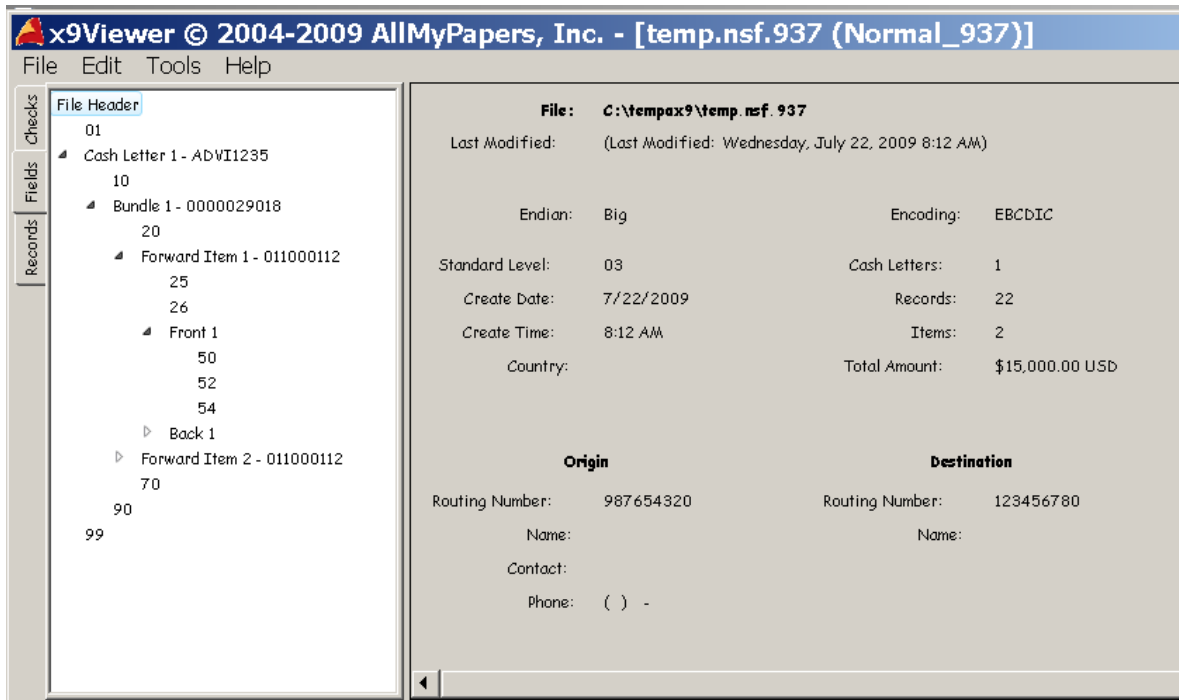 x9Viewer © 2004-2009 AllMyPapers, Inc. - [temp.nsf.937 (Normal_937)]
File Edit Tools Help
Checks
Fields
Records
File Header
01
Cash Letter 1 - ADVI1235
10
Bundle 1 - 0000029018
20
Forward Item 1 - 011000112
25
26
Front 1
50
52
54
Back 1
Forward Item 2 - 011000112
70
90
99
File: C:\tempax9\temp.nsf.937
Last Modified: (Last Modified: Wednesday, July 22, 2009 8:12 AM)
Endian: Big Encoding: EBCDIC
Standard Level: 03 Cash Letters: 1
Create Date: 7/22/2009 Records: 22
Create Time: 8:12 AM Items: 2
Country: Total Amount: $15,000.00 USD
Origin Destination
Routing Number: 987654320 Routing Number: 123456780
Name: Name:
Contact:
Phone: ( ) -